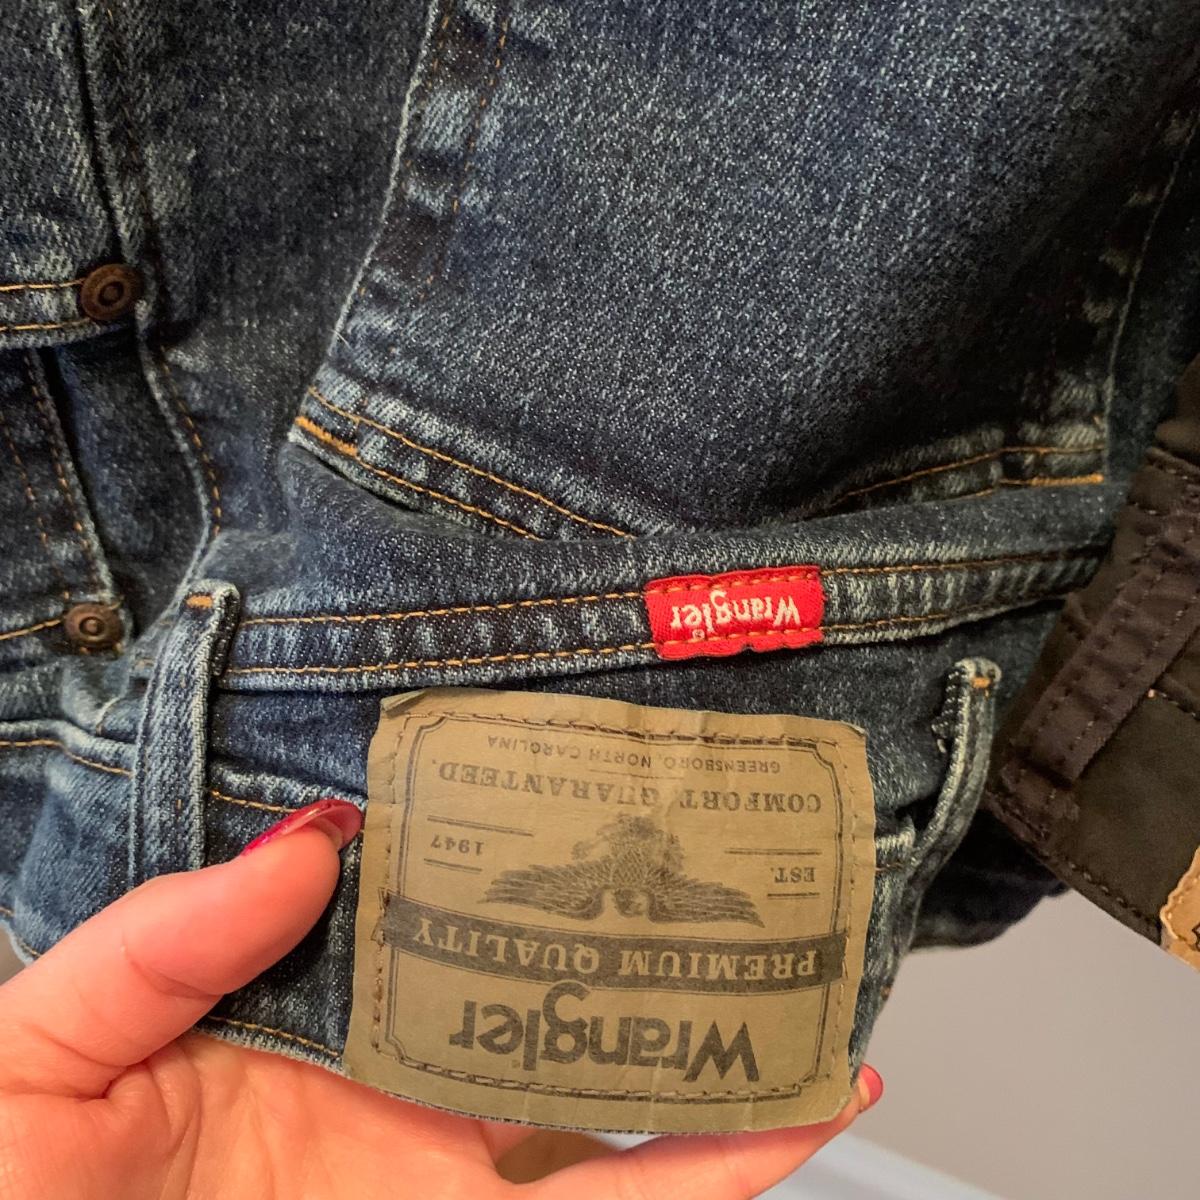 Wrangler®
Wrangler
PREMIUM QUALITY
EST. 1947
COMFORT GUARANTEED.
GREENSBORO, NORTH CAROLINA